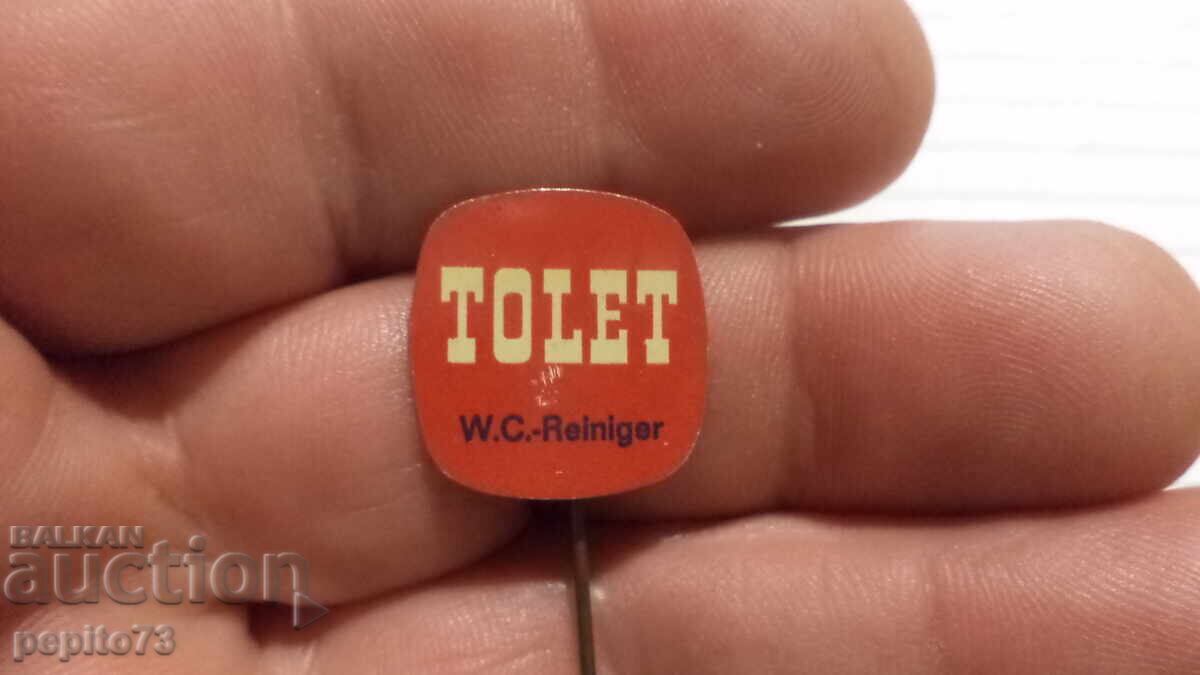 TOLET
W.C.-Reiniger
BALKAN
auction
pepito73